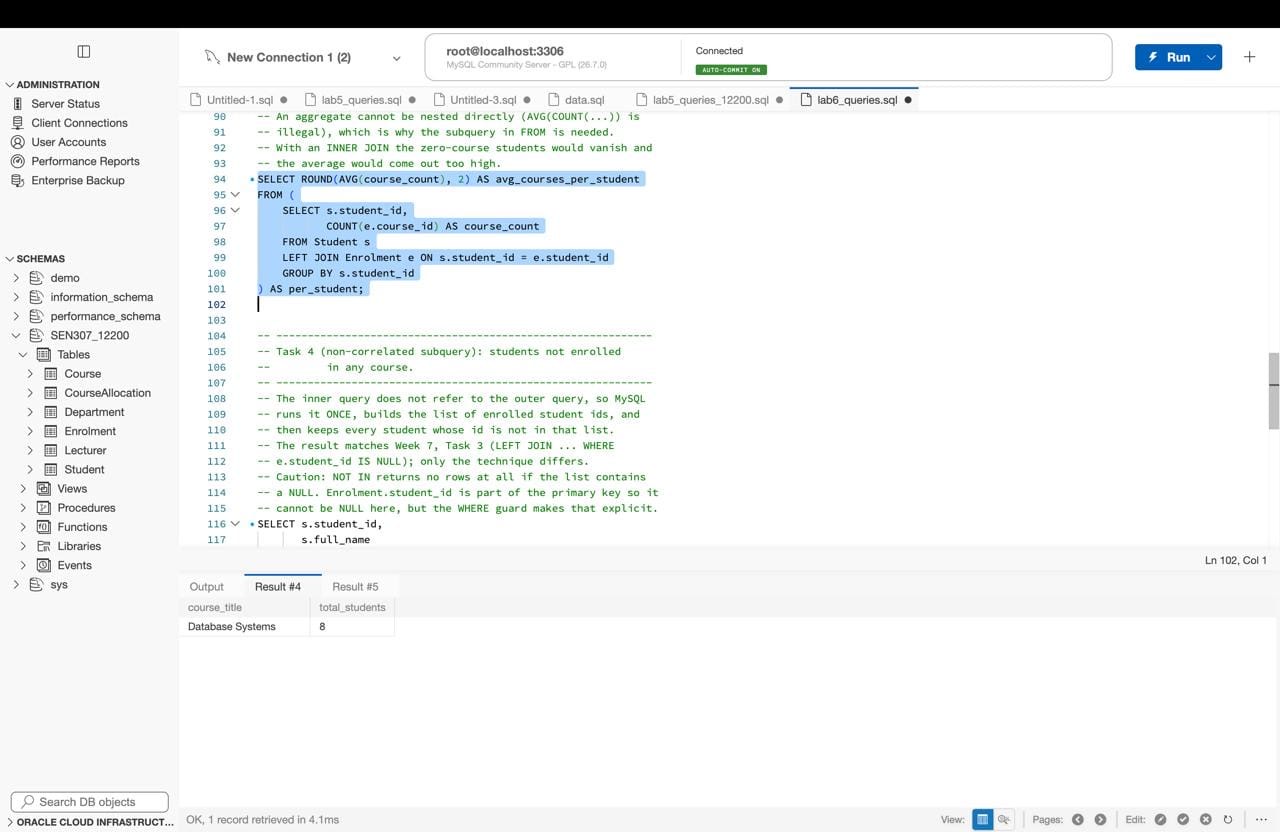 New Connection 1 (2)
root@localhost:3306
MySQL Community Server - GPL (26.7.0)
Connected
AUTO-COMMIT ON
Run
ADMINISTRATION
Server Status
Client Connections
User Accounts
Performance Reports
Enterprise Backup
SCHEMAS
demo
information_schema
performance_schema
SEN307_12200
Tables
Course
CourseAllocation
Department
Enrolment
Lecturer
Student
Views
Procedures
Functions
Libraries
Events
sys
Search DB objects
ORACLE CLOUD INFRASTRUCT...
Untitled-1.sql
lab5_queries.sql
Untitled-3.sql
data.sql
lab5_queries_12200.sql
lab6_queries.sql
90 -- An aggregate cannot be nested directly (AVG(COUNT(...)) is
91 -- illegal), which is why the subquery in FROM is needed.
92 -- With an INNER JOIN the zero-course students would vanish and
93 -- the average would come out too high.
94 SELECT ROUND(AVG(course_count), 2) AS avg_courses_per_student
95 FROM (
96 SELECT s.student_id,
97 COUNT(e.course_id) AS course_count
98 FROM Student s
99 LEFT JOIN Enrolment e ON s.student_id = e.student_id
100 GROUP BY s.student_id
101 ) AS per_student;
102
103
104 -- -----------------------------------------------------------
105 -- Task 4 (non-correlated subquery): students not enrolled
106 -- in any course.
107 -- -----------------------------------------------------------
108 -- The inner query does not refer to the outer query, so MySQL
109 -- runs it ONCE, builds the list of enrolled student ids, and
110 -- then keeps every student whose id is not in that list.
111 -- The result matches Week 7, Task 3 (LEFT JOIN ... WHERE
112 -- e.student_id IS NULL); only the technique differs.
113 -- Caution: NOT IN returns no rows at all if the list contains
114 -- a NULL. Enrolment.student_id is part of the primary key so it
115 -- cannot be NULL here, but the WHERE guard makes that explicit.
116 SELECT s.student_id,
117 s.full_name
Ln 102, Col 1
Output
Result #4
Result #5
course_title total_students
Database Systems 8
OK, 1 record retrieved in 4.1ms
View:
Pages:
Edit: